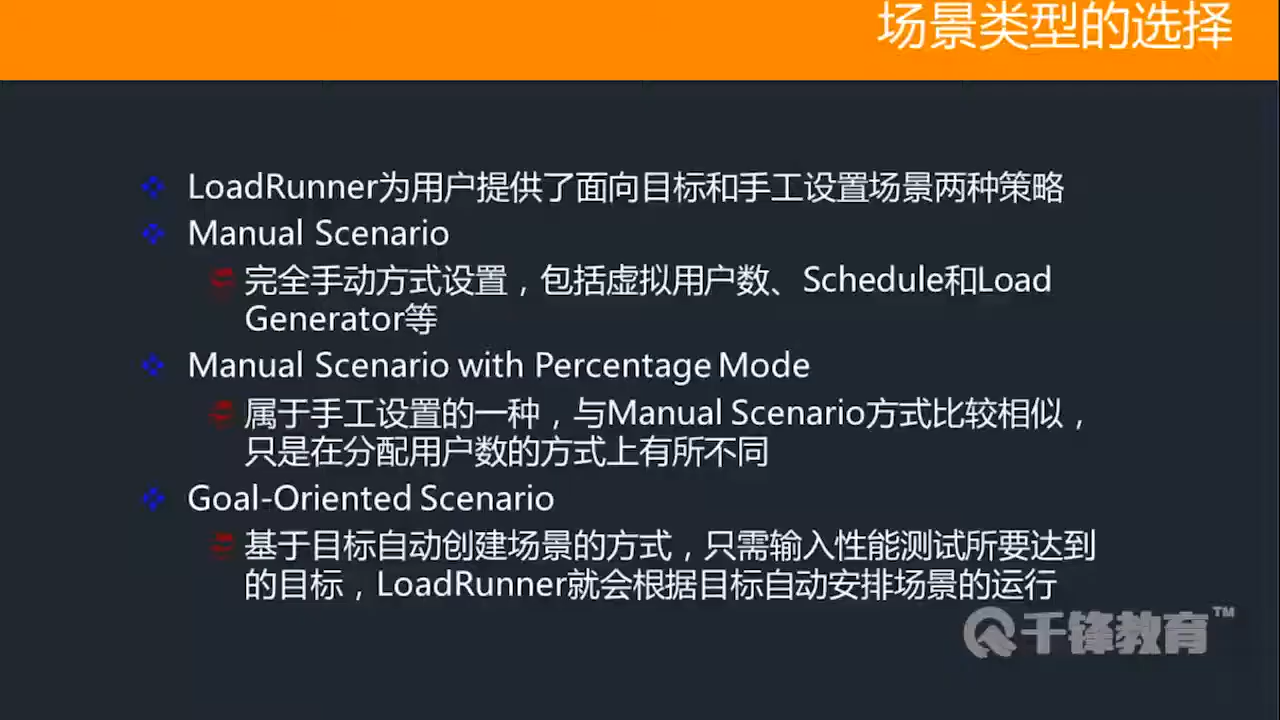 场景类型的选择
LoadRunner为用户提供了面向目标和手工设置场景两种策略
Manual Scenario
完全手动方式设置，包括虚拟用户数、Schedule和Load
Generator等
Manual Scenario with Percentage Mode
属于手工设置的一种，与Manual Scenario方式比较相似，
只是在分配用户数的方式上有所不同
Goal-Oriented Scenario
基于目标自动创建场景的方式，只需输入性能测试所要达到
的目标，LoadRunner就会根据目标自动安排场景的运行
千锋教育™